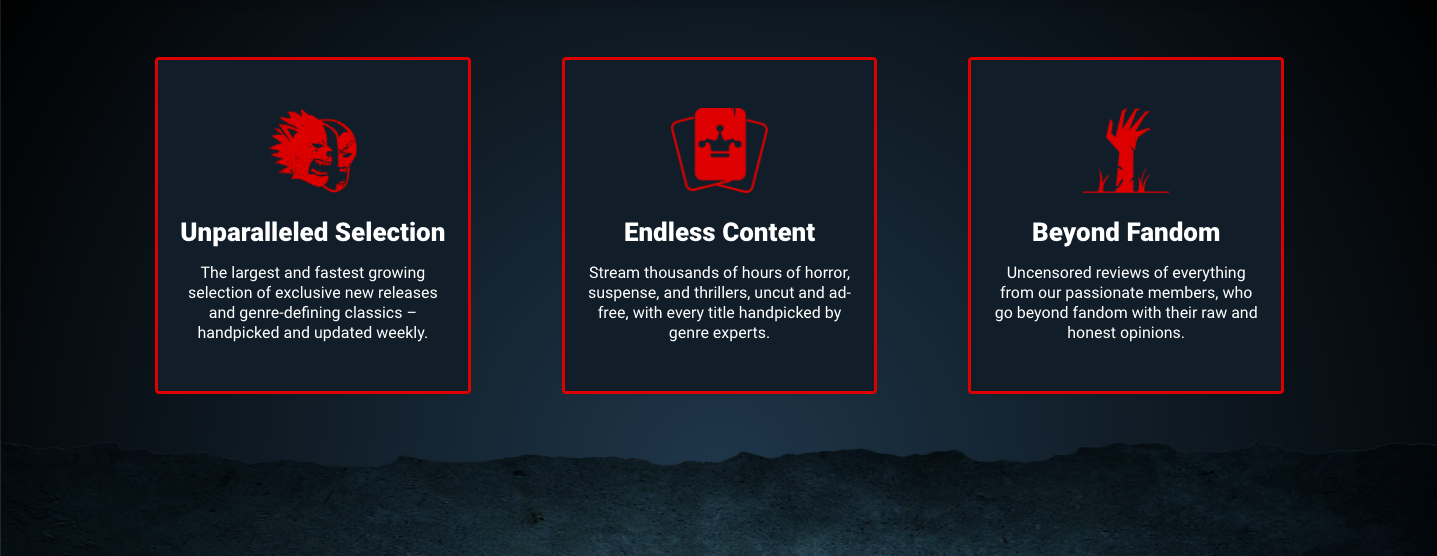 Unparalleled Selection
The largest and fastest growing
selection of exclusive new releases
and genre-defining classics –
handpicked and updated weekly.
Endless Content
Stream thousands of hours of horror,
suspense, and thrillers, uncut and ad-
free, with every title handpicked by
genre experts.
Beyond Fandom
Uncensored reviews of everything
from our passionate members, who
go beyond fandom with their raw and
honest opinions.